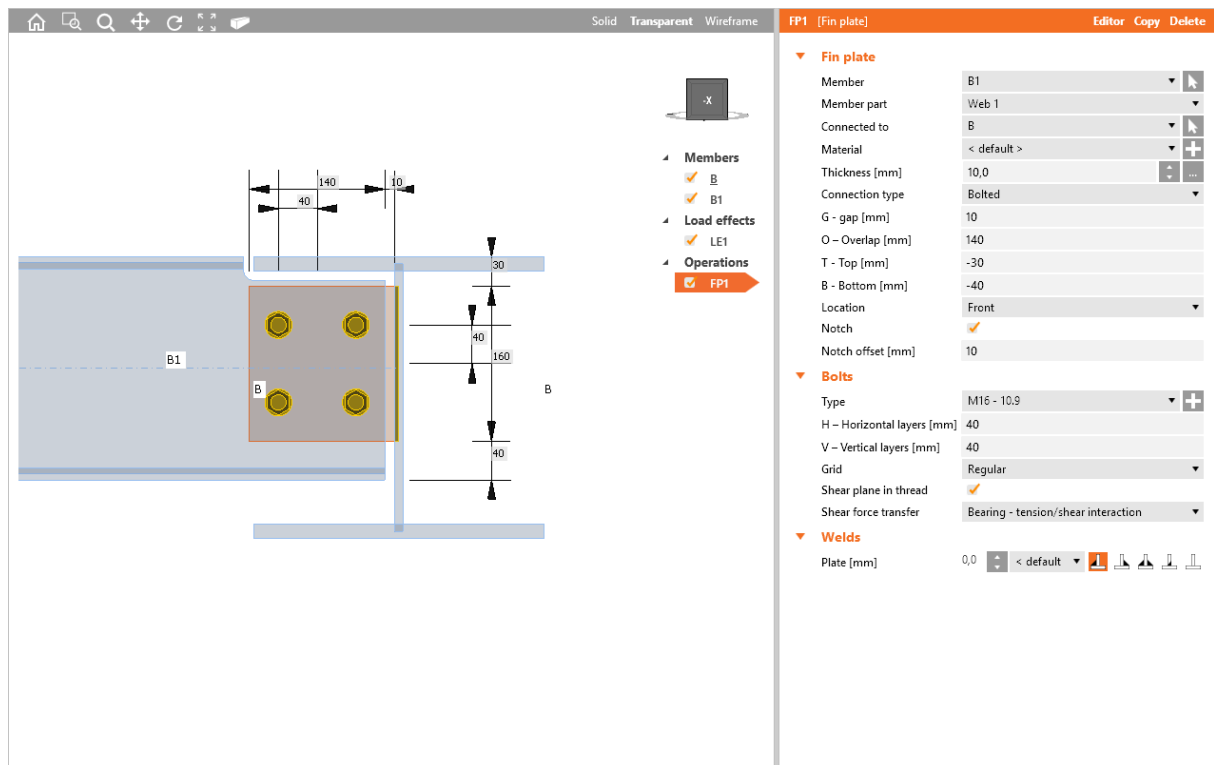 Solid Transparent Wireframe
-X
Members
B
B1
Load effects
LE1
Operations
FP1
140 10
40
30
40
160
B1
B
B
40
FP1 [Fin plate] Editor Copy Delete
Fin plate
Member B1
Member part Web 1
Connected to B
Material < default >
Thickness [mm] 10,0 ...
Connection type Bolted
G - gap [mm] 10
O – Overlap [mm] 140
T - Top [mm] -30
B - Bottom [mm] -40
Location Front
Notch
Notch offset [mm] 10
Bolts
Type M16 - 10.9
H – Horizontal layers [mm] 40
V – Vertical layers [mm] 40
Grid Regular
Shear plane in thread
Shear force transfer Bearing - tension/shear interaction
Welds
Plate [mm] 0,0 < default